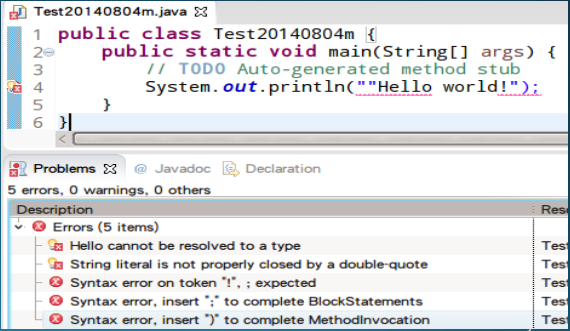 Test20140804m.java
1 public class Test20140804m {
2 public static void main(String[] args) {
3 // TODO Auto-generated method stub
4 System.out.println(""Hello world!");
5 }
6 }
Problems @ Javadoc Declaration
5 errors, 0 warnings, 0 others
Description Reso
Errors (5 items)
Hello cannot be resolved to a type Test
String literal is not properly closed by a double-quote Test
Syntax error on token "!", ; expected Test
Syntax error, insert ";" to complete BlockStatements Test
Syntax error, insert ")" to complete MethodInvocation Test